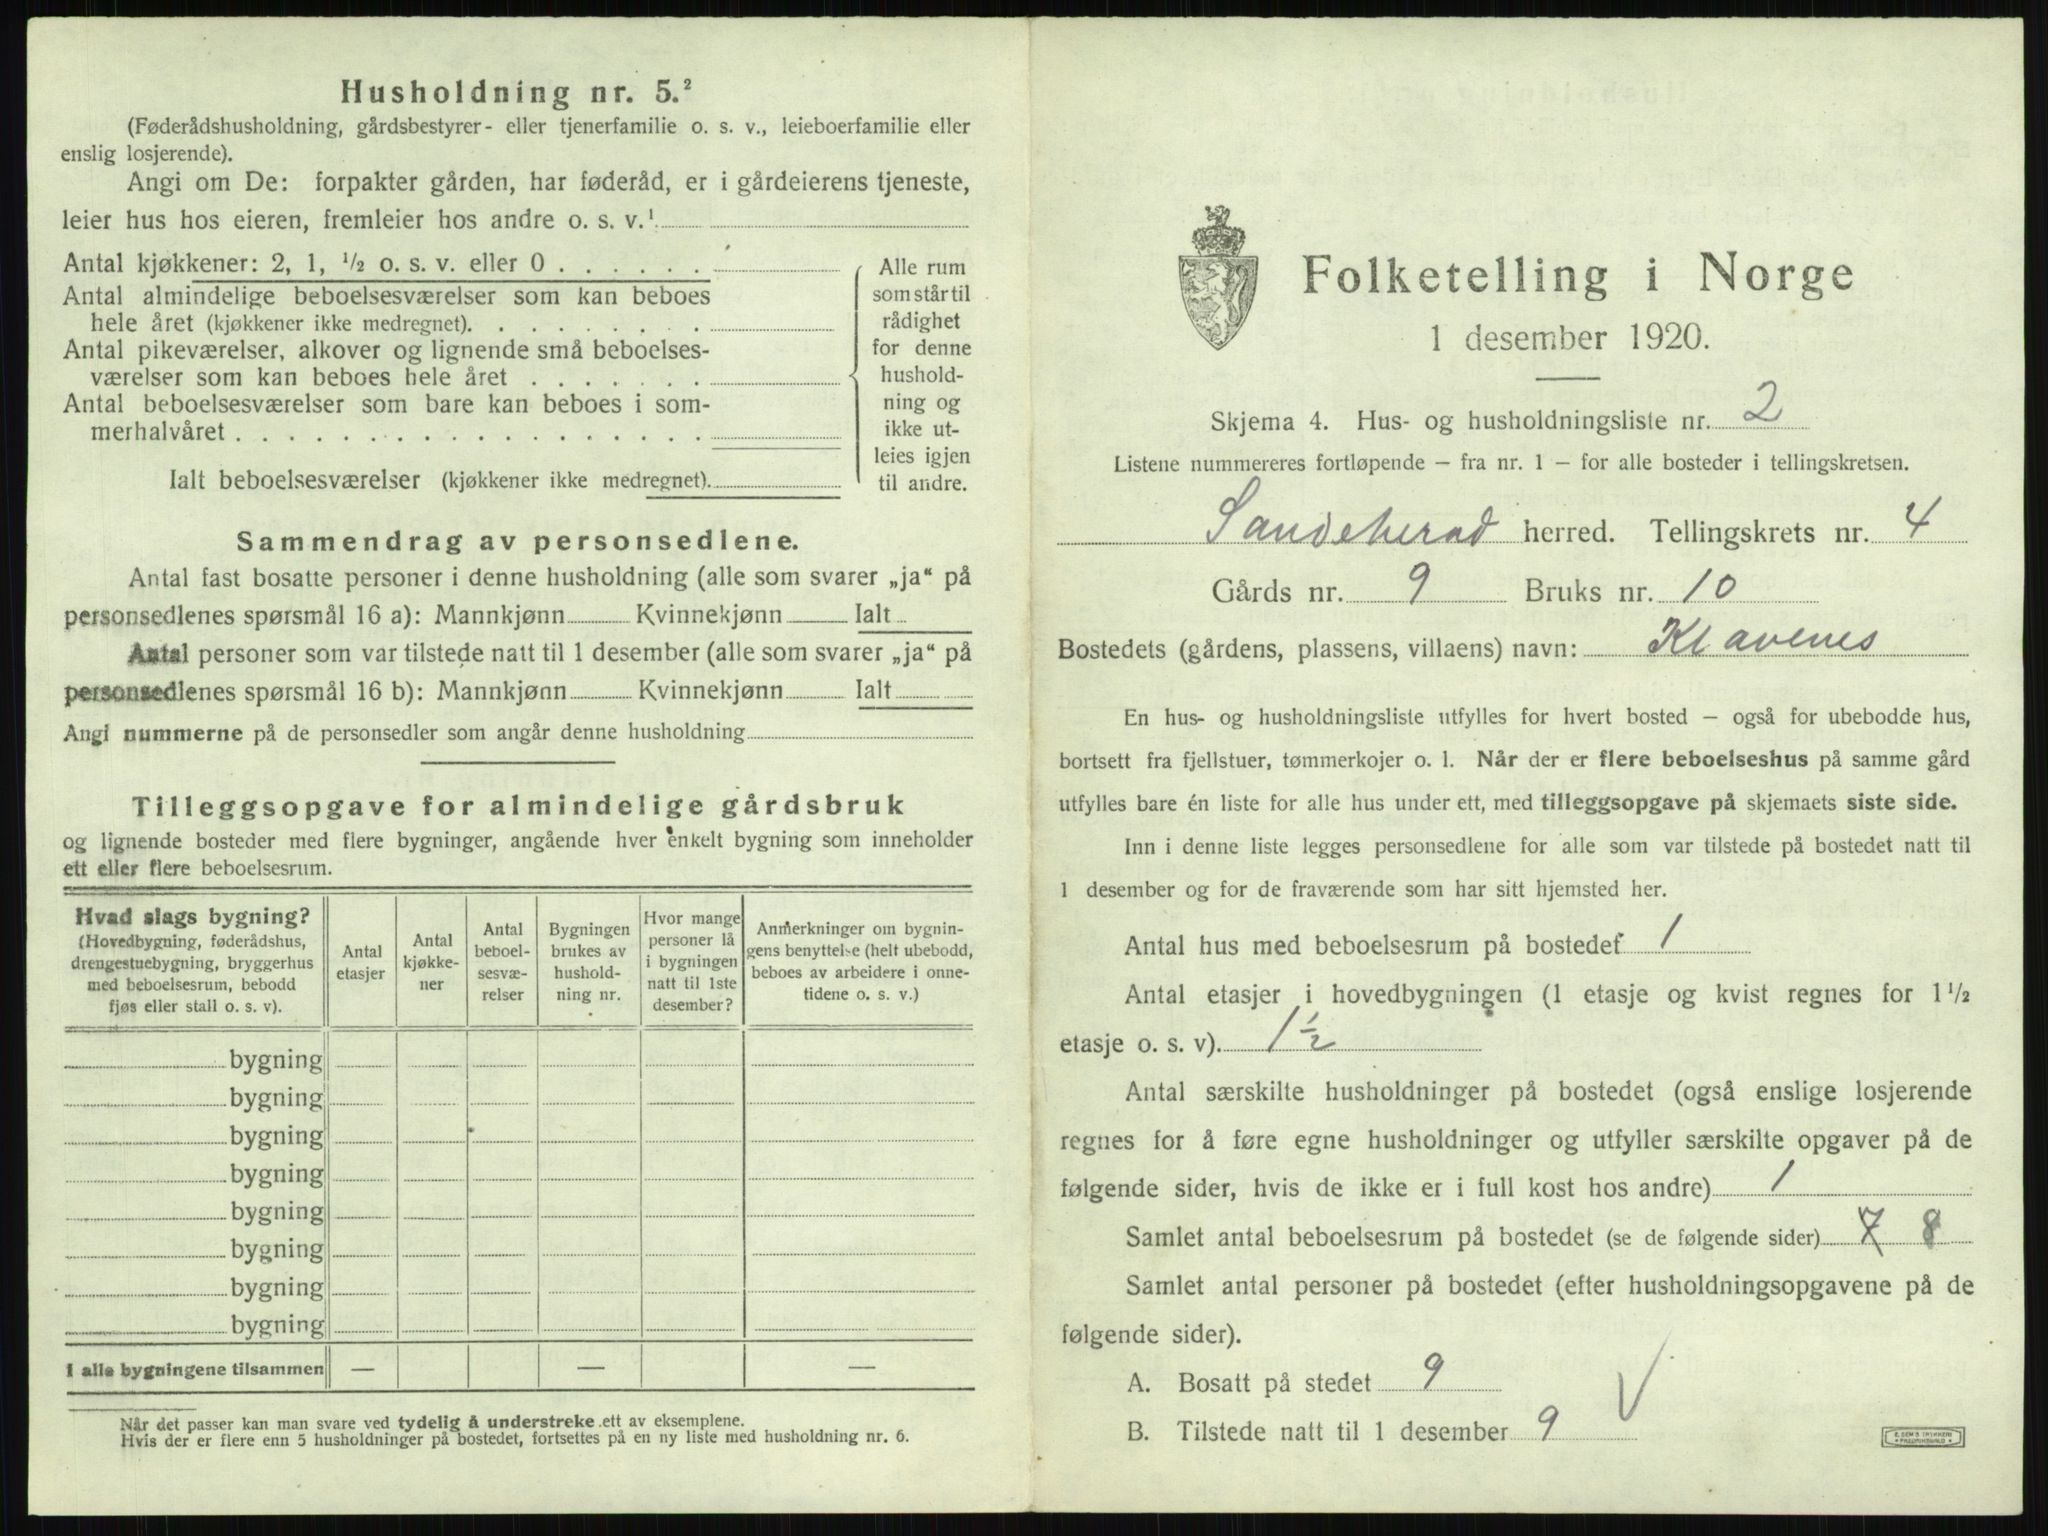 Husholdning nr. 5.²
(Føderådshusholdning, gårdsbestyrer- eller tjenerfamilie o. s. v., leieboerfamilie eller
enslig losjerende).
Angi om De: forpakter gården, har føderåd, er i gårdeierens tjeneste,
leier hus hos eieren, fremleier hos andre o. s. v.¹
Antal kjøkkener: 2, 1, ½ o. s. v. eller 0 . . . . . .
Antal almindelige beboelsesværelser som kan beboes
hele året (kjøkkener ikke medregnet). . . . . . . . .
Antal pikeværelser, alkover og lignende små beboelses-
værelser som kan beboes hele året . . . . . . .
Antal beboelsesværelser som bare kan beboes i som-
merhalvåret . . . . . . . . . . . . . . . . . .
Ialt beboelsesværelser (kjøkkener ikke medregnet).
Alle rum
som står til
rådighet
for denne
hushold-
ning og
ikke ut-
leies igjen
til andre.
Sammendrag av personsedlene.
Antal fast bosatte personer i denne husholdning (alle som svarer „ja“ på
personsedlenes spørsmål 16 a): Mannkjønn Kvinnekjønn Ialt
Antal personer som var tilstede natt til 1 desember (alle som svarer „ja“ på
personsedlenes spørsmål 16 b): Mannkjønn Kvinnekjønn Ialt
Angi nummerne på de personsedler som angår denne husholdning
Tilleggsopgave for almindelige gårdsbruk
og lignende bosteder med flere bygninger, angående hver enkelt bygning som inneholder
ett eller flere beboelsesrum.
Hvad slags bygning?
(Hovedbygning, føderådshus,
drengestuebygning, bryggerhus
med beboelsesrum, bebodd
fjøs eller stall o. s. v).
Antal
etasjer
Antal
kjøkke-
ner
Antal
beboel-
sesvæ-
relser
Bygningen
brukes av
hushold-
ning nr.
Hvor mange
personer lå
i bygningen
natt til 1ste
desember?
Anmerkninger om bygnin-
gens benyttelse (helt ubebodd,
beboes av arbeidere i onne-
tidene o. s. v.)
bygning
bygning
bygning
bygning
bygning
bygning
bygning
bygning
I alle bygningene tilsammen — — —
Når det passer kan man svare ved tydelig å understreke ett av eksemplene.
Hvis der er flere enn 5 husholdninger på bostedet, fortsettes på en ny liste med husholdning nr. 6.
Folketelling i Norge
1 desember 1920.
Skjema 4. Hus- og husholdningsliste nr. 2
Listene nummereres fortløpende – fra nr. 1 – for alle bosteder i tellingskretsen.
Sandeherad herred. Tellingskrets nr. 4
Gårds nr. 9 Bruks nr. 10
Bostedets (gårdens, plassens, villaens) navn: Klavenes
En hus- og husholdningsliste utfylles for hvert bosted – også for ubebodde hus,
bortsett fra fjellstuer, tømmerkojer o. l. Når der er flere beboelseshus på samme gård
utfylles bare én liste for alle hus under ett, med tilleggsopgave på skjemaets siste side.
Inn i denne liste legges personsedlene for alle som var tilstede på bostedet natt til
1 desember og for de fraværende som har sitt hjemsted her.
Antal hus med beboelsesrum på bostedet 1
Antal etasjer i hovedbygningen (1 etasje og kvist regnes for 1½
etasje o. s. v). 1½
Antal særskilte husholdninger på bostedet (også enslige losjerende
regnes for å føre egne husholdninger og utfyller særskilte opgaver på de
følgende sider, hvis de ikke er i full kost hos andre) 1
Samlet antal beboelsesrum på bostedet (se de følgende sider) 7 8
Samlet antal personer på bostedet (efter husholdningsopgavene på de
følgende sider).
A. Bosatt på stedet 9
B. Tilstede natt til 1 desember 9